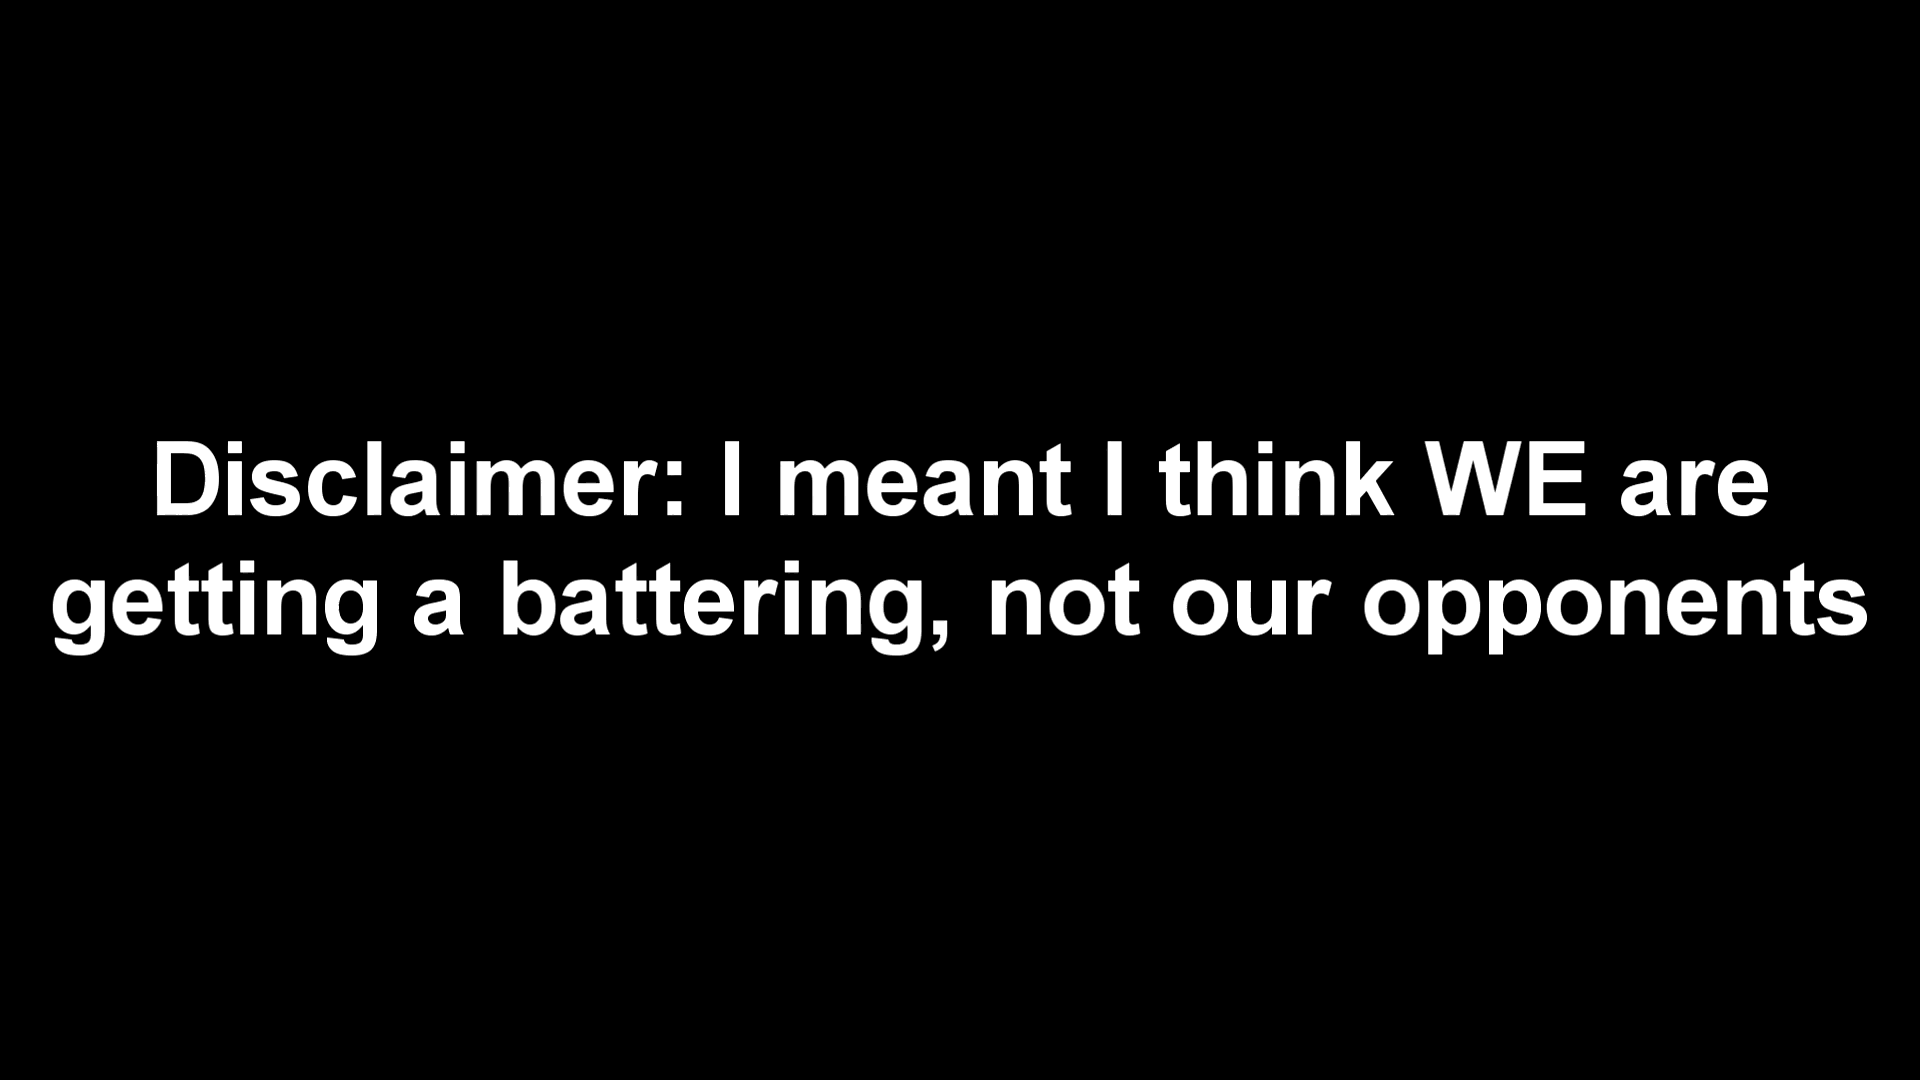 Disclaimer: I meant I think WE are
getting a battering, not our opponents